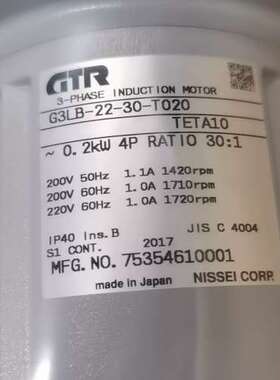 GTR
3-PHASE INDUCTION MOTOR
G3LB-22-30-T020
TETA10
~ 0.2kW 4P RATIO 30:1
200V 50Hz 1.1A 1420rpm
200V 60Hz 1.0A 1710rpm
220V 60Hz 1.0A 1720rpm
IP40 Ins.B JIS C 4004
S1 CONT. 2017
MFG.NO. 75354610001
made in Japan NISSEI CORP.